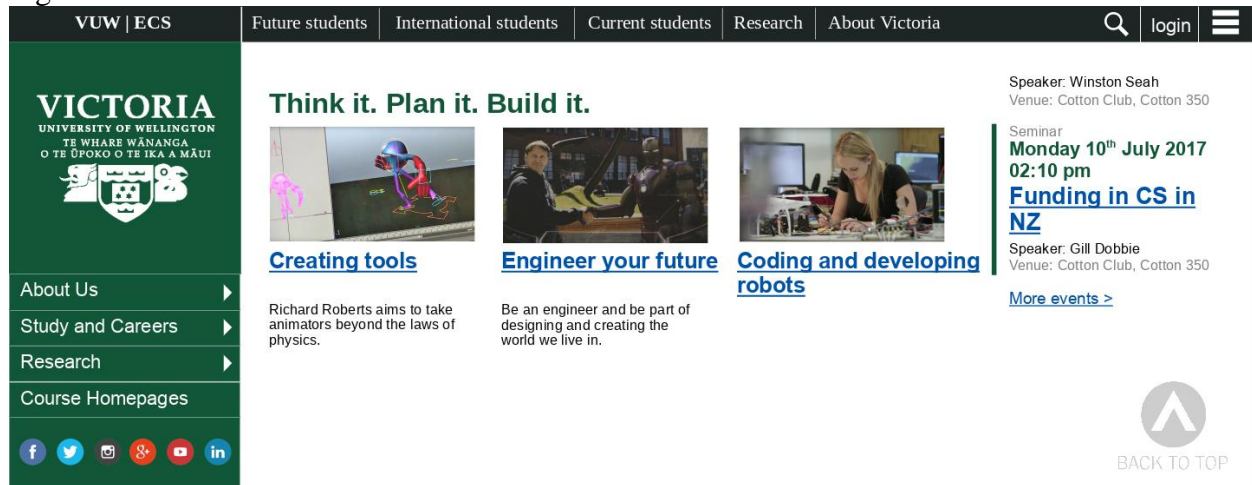 VUW | ECS
Future students
International students
Current students
Research
About Victoria
login
VICTORIA
UNIVERSITY OF WELLINGTON
TE WHARE WĀNANGA
O TE ŪPOKO O TE IKA A MĀUI
About Us
Study and Careers
Research
Course Homepages
Think it. Plan it. Build it.
Creating tools
Richard Roberts aims to take
animators beyond the laws of
physics.
Engineer your future
Be an engineer and be part of
designing and creating the
world we live in.
Coding and developing
robots
Speaker: Winston Seah
Venue: Cotton Club, Cotton 350
Seminar
Monday 10th July 2017
02:10 pm
Funding in CS in
NZ
Speaker: Gill Dobbie
Venue: Cotton Club, Cotton 350
More events >
BACK TO TOP